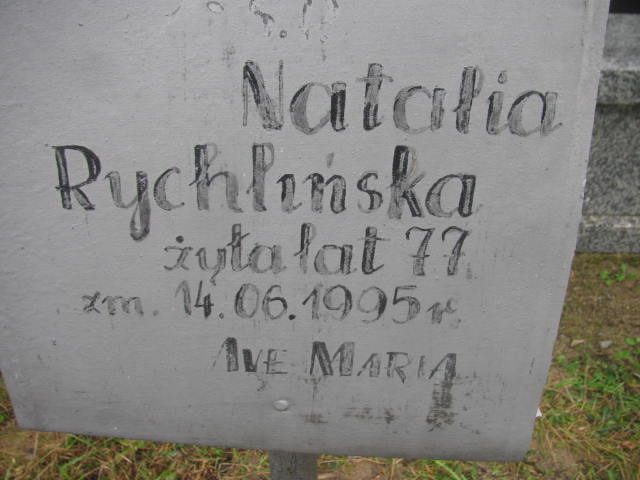 Ś.P.
Natalia
Rychlińska
żyła lat 77
zm. 14.06.1995 r.
AVE MARIA